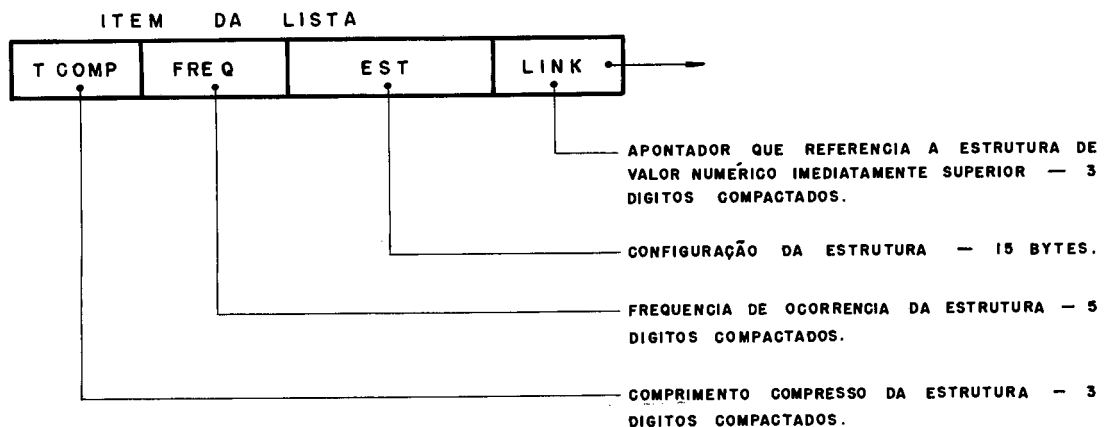 ITEM DA LISTA
T COMP FREQ EST LINK
APONTADOR QUE REFERENCIA A ESTRUTURA DE
VALOR NUMÉRICO IMEDIATAMENTE SUPERIOR — 3
DIGITOS COMPACTADOS.
CONFIGURAÇÃO DA ESTRUTURA — 15 BYTES.
FREQUENCIA DE OCORRENCIA DA ESTRUTURA — 5
DIGITOS COMPACTADOS.
COMPRIMENTO COMPRESSO DA ESTRUTURA — 3
DIGITOS COMPACTADOS.